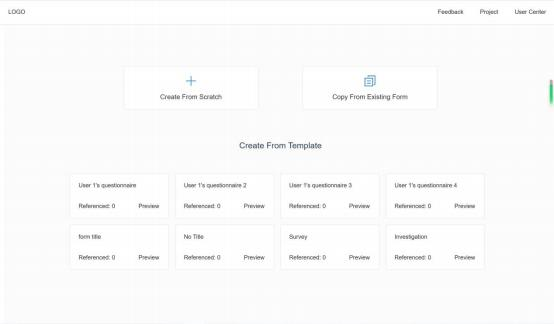 LOGO Feedback Project User Center
Create From Scratch Copy From Existing Form
Create From Template
User 1's questionnaire User 1's questionnaire 2 User 1's questionnaire 3 User 1's questionnaire 4
Referenced: 0 Preview Referenced: 0 Preview Referenced: 0 Preview Referenced: 0 Preview
form title No Title Survey Investigation
Referenced: 0 Preview Referenced: 0 Preview Referenced: 0 Preview Referenced: 0 Preview